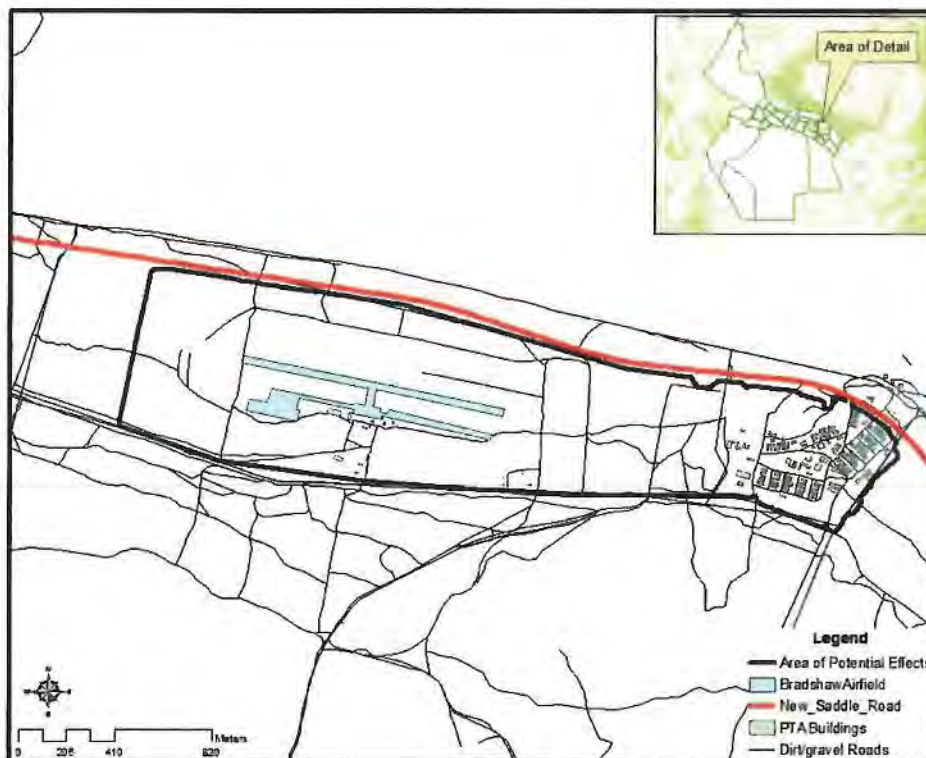 Area of Detail
Legend
Area of Potential Effects
BradshawAirfield
New_Saddle_Road
PTA Buildings
Dirt/gravel Roads
N
Meters
0 205 410 820